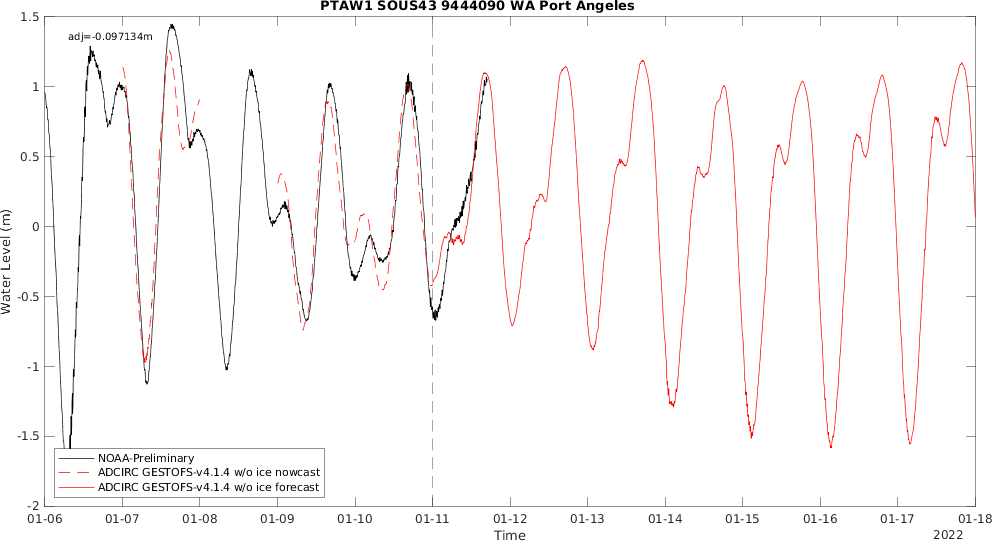 PTAW1 SOUS43 9444090 WA Port Angeles
adj=-0.097134m
Water Level (m)
1.5
1
0.5
0
-0.5
-1
-1.5
-2
NOAA-Preliminary
ADCIRC GESTOFS-v4.1.4 w/o ice nowcast
ADCIRC GESTOFS-v4.1.4 w/o ice forecast
01-06 01-07 01-08 01-09 01-10 01-11 01-12 01-13 01-14 01-15 01-16 01-17 01-18
Time
2022